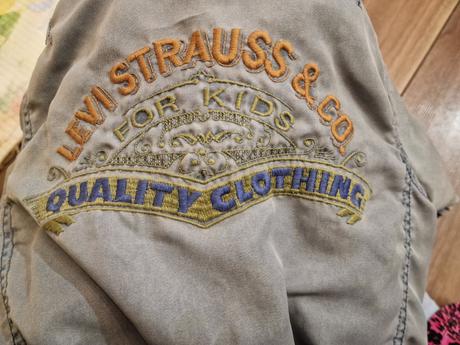 LEVI STRAUSS & CO.
FOR KIDS
QUALITY CLOTHING